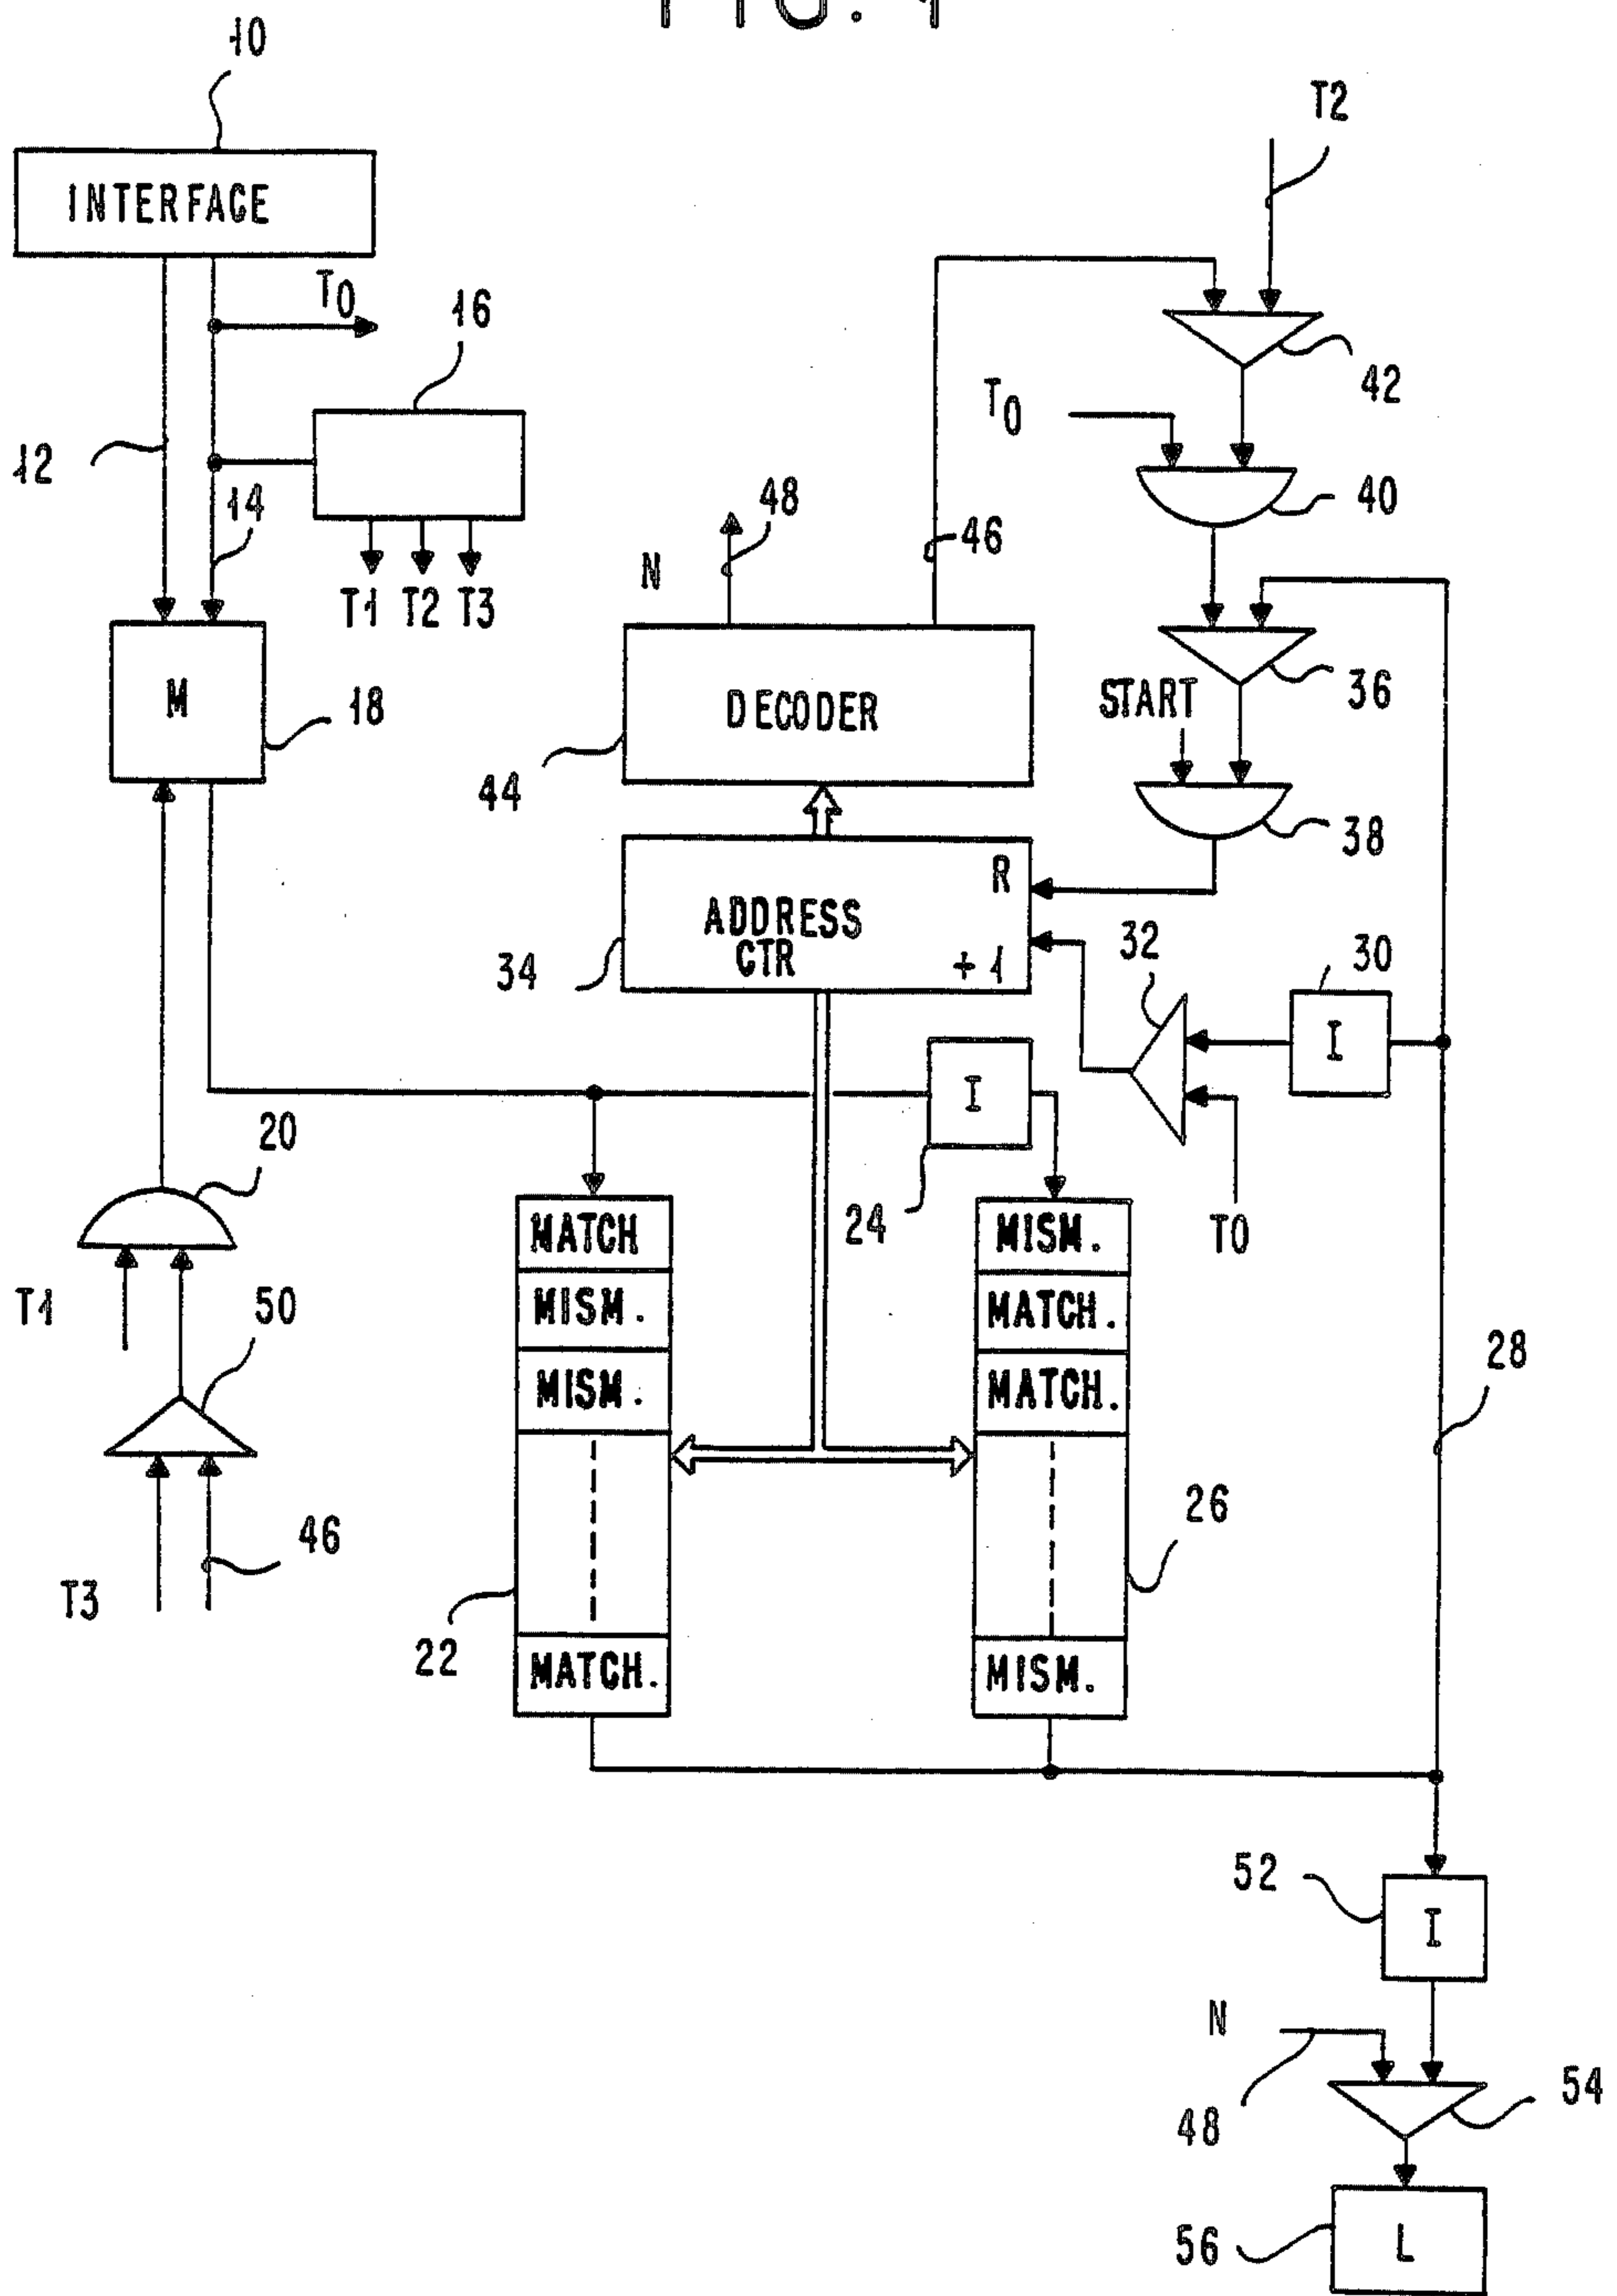 FIG. 1
10
T2
INTERFACE
T0
16
42
T0
12
40
48
14
46
N
T1 T2 T3
M
18
DECODER
START
36
44
38
R
ADDRESS
CTR
+1
34
32
30
I
I
20
24
T0
MATCH
MISM.
T1
50
MISM.
MATCH.
28
MISM.
MATCH.
46
26
T3
22
MATCH.
MISM.
52
I
N
48
54
56
L